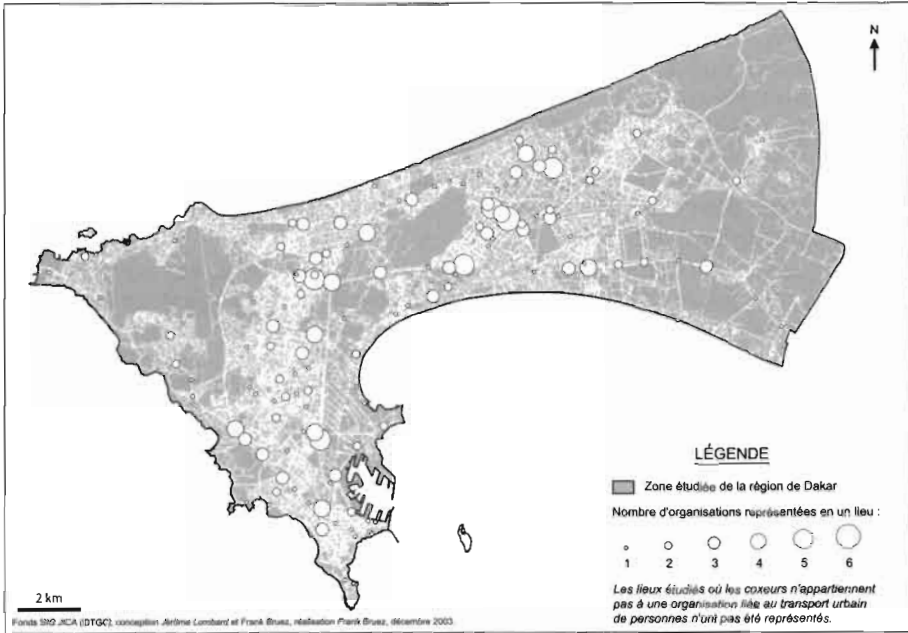 N
LÉGENDE
Zone étudiée de la région de Dakar
Nombre d'organisations représentées en un lieu :
1 2 3 4 5 6
Les lieux étudiés où les coxeurs n'appartiennent
pas à une organisation liée au transport urbain
de personnes n'ont pas été représentés.
2 km
Fonds SIG JICA (DTGC), conception Jérôme Lombard et Frank Bruez, réalisation Frank Bruez, décembre 2003.